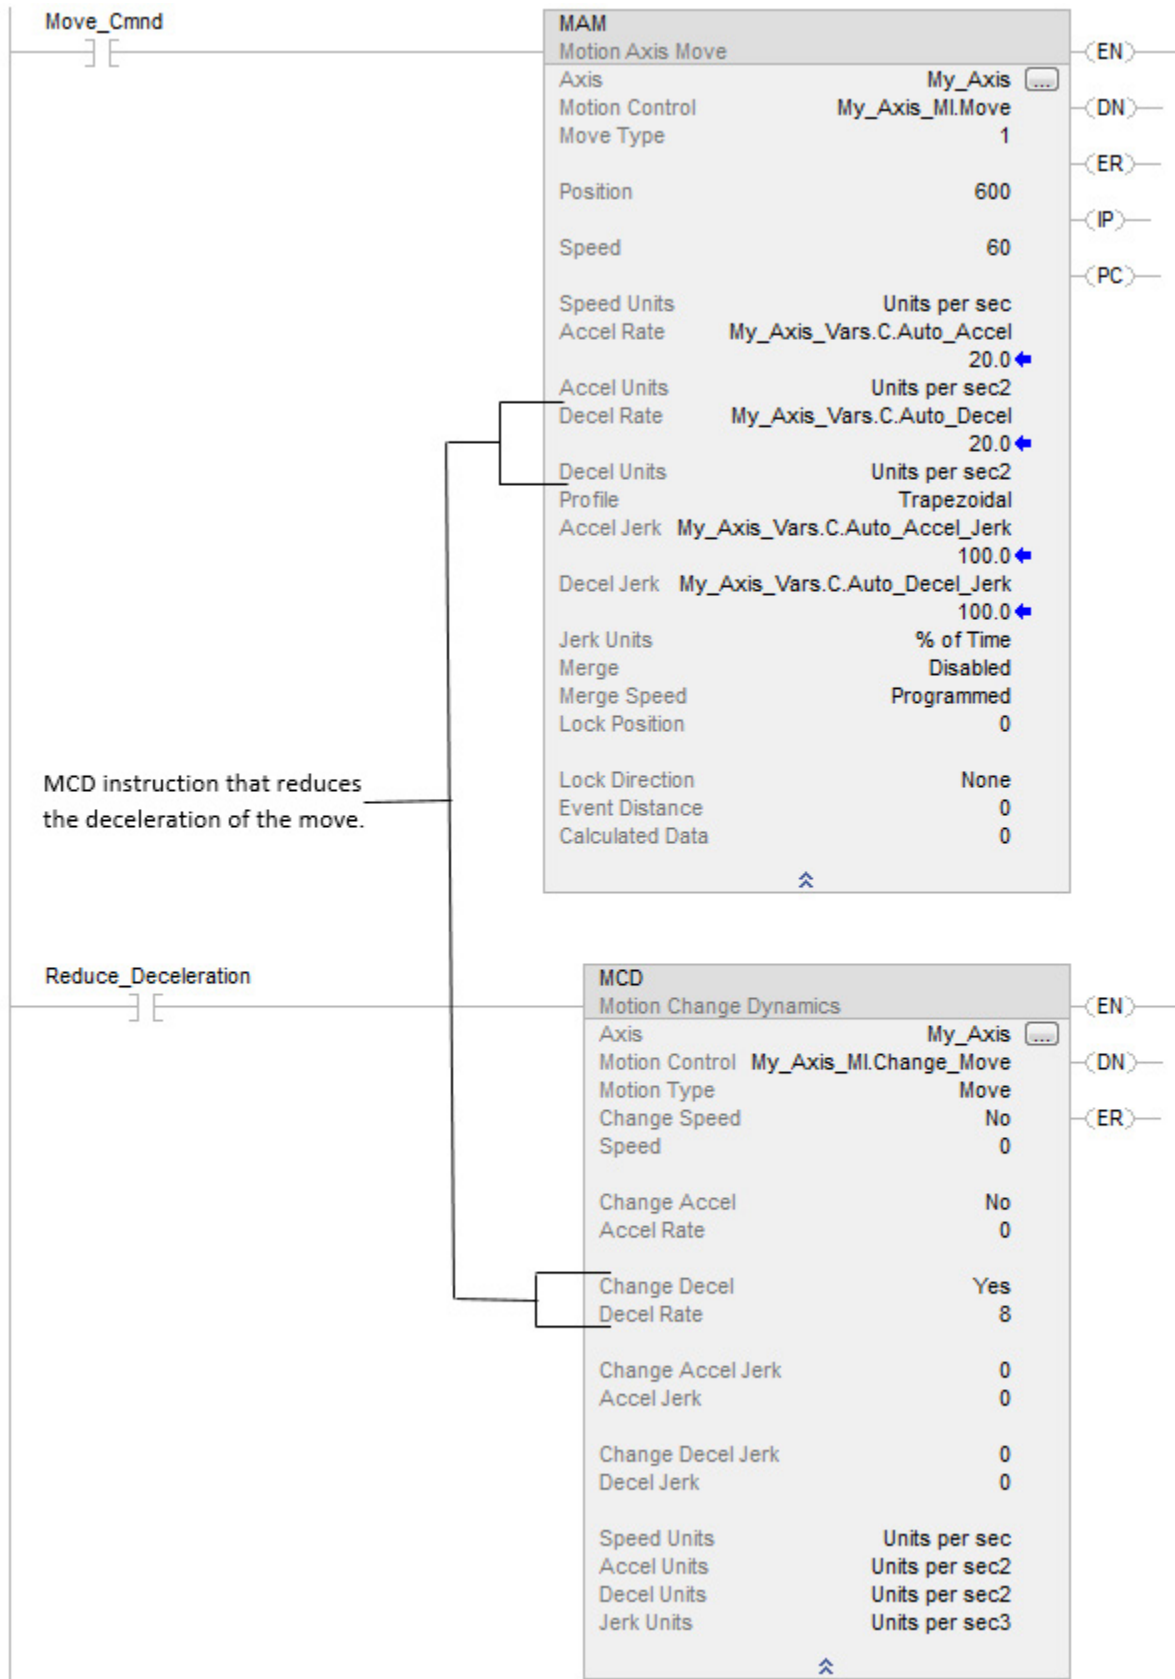 Move_Cmnd
MAM
Motion Axis Move
Axis My_Axis ...
Motion Control My_Axis_MI.Move
Move Type 1
Position 600
Speed 60
Speed Units Units per sec
Accel Rate My_Axis_Vars.C.Auto_Accel
20.0
Accel Units Units per sec2
Decel Rate My_Axis_Vars.C.Auto_Decel
20.0
Decel Units Units per sec2
Profile Trapezoidal
Accel Jerk My_Axis_Vars.C.Auto_Accel_Jerk
100.0
Decel Jerk My_Axis_Vars.C.Auto_Decel_Jerk
100.0
Jerk Units % of Time
Merge Disabled
Merge Speed Programmed
Lock Position 0
Lock Direction None
Event Distance 0
Calculated Data 0
EN
DN
ER
IP
PC
MCD instruction that reduces
the deceleration of the move.
Reduce_Deceleration
MCD
Motion Change Dynamics
Axis My_Axis ...
Motion Control My_Axis_MI.Change_Move
Motion Type Move
Change Speed No
Speed 0
Change Accel No
Accel Rate 0
Change Decel Yes
Decel Rate 8
Change Accel Jerk 0
Accel Jerk 0
Change Decel Jerk 0
Decel Jerk 0
Speed Units Units per sec
Accel Units Units per sec2
Decel Units Units per sec2
Jerk Units Units per sec3
EN
DN
ER